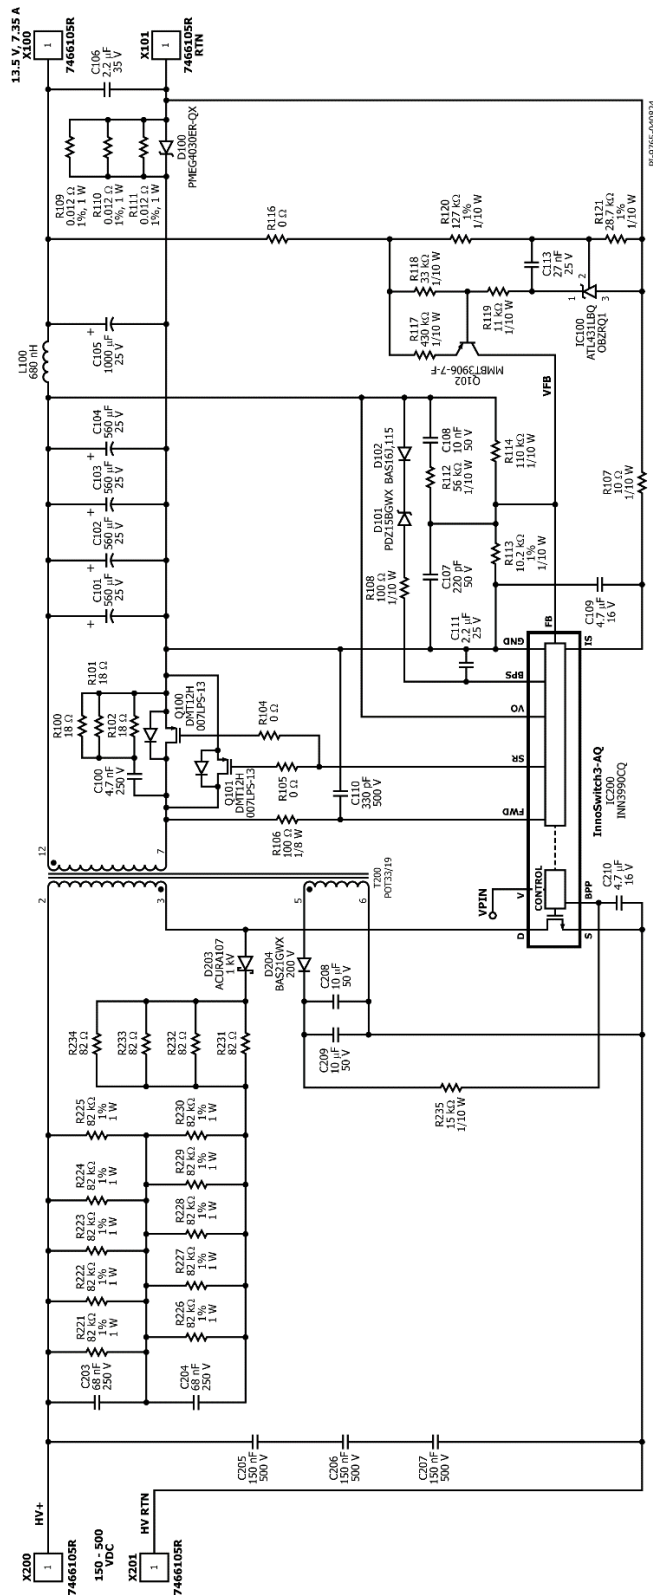 X200
1
7466105R
HV+
150 - 500
VDC
X201
1
7466105R
HV RTN
C205
150 nF
500 V
C206
150 nF
500 V
C207
150 nF
500 V
C203
68 nF
250 V
C204
68 nF
250 V
R221
82 kΩ
1%
1 W
R222
82 kΩ
1%
1 W
R223
82 kΩ
1%
1 W
R224
82 kΩ
1%
1 W
R225
82 kΩ
1%
1 W
R226
82 kΩ
1%
1 W
R227
82 kΩ
1%
1 W
R228
82 kΩ
1%
1 W
R229
82 kΩ
1%
1 W
R230
82 kΩ
1%
1 W
R234
82 Ω
R233
82 Ω
R232
82 Ω
R231
82 Ω
D203
ACURA107
1 kV
D204
BAS21GWX
200 V
C208
10 µF
50 V
C209
10 µF
50 V
R235
15 kΩ
1/10 W
2
3
5
6
12
7
T200
POT33/19
VPIN
D
V
CONTROL
S
BPP
C210
4.7 µF
16 V
InnoSwitch3-AQ
IC200
INN3990CQ
FWD
SR
VO
BPS
GND
FB
IS
R106
100 Ω
1/8 W
C110
330 pF
500 V
R105
0 Ω
R104
0 Ω
Q101
DMT12H
007LPS-13
Q100
DMT12H
007LPS-13
C100
4.7 nF
250 V
R100
18 Ω
R102
18 Ω
R101
18 Ω
C101
560 µF
25 V
+
C102
560 µF
25 V
+
C103
560 µF
25 V
+
C104
560 µF
25 V
+
L100
680 nH
C105
1000 µF
25 V
+
C111
2.2 µF
25 V
R108
100 Ω
1/10 W
D101
PDZ15BGWX
D102
BAS16J,115
C107
220 pF
50 V
R112
56 kΩ
1/10 W
C108
10 nF
50 V
R113
10.2 kΩ
1%
1/10 W
R114
110 kΩ
1/10 W
C109
4.7 µF
16 V
R107
10 Ω
1/10 W
VFB
Q102
MMBT3906-7-F
R117
430 kΩ
1/10 W
R118
33 kΩ
1/10 W
R119
11 kΩ
1/10 W
R116
0 Ω
R120
127 kΩ
1%
1/10 W
C113
27 nF
25 V
R121
28.7 kΩ
1%
1/10 W
1
2
3
IC100
ATL431LBQ
OBZRQ1
R109
0.012 Ω
1%, 1 W
R110
0.012 Ω
1%, 1 W
R111
0.012 Ω
1%, 1 W
D100
PMEG4030ER-QX
C106
2.2 µF
35 V
13.5 V, 7.35 A
X100
1
7466105R
X101
1
7466105R
RTN